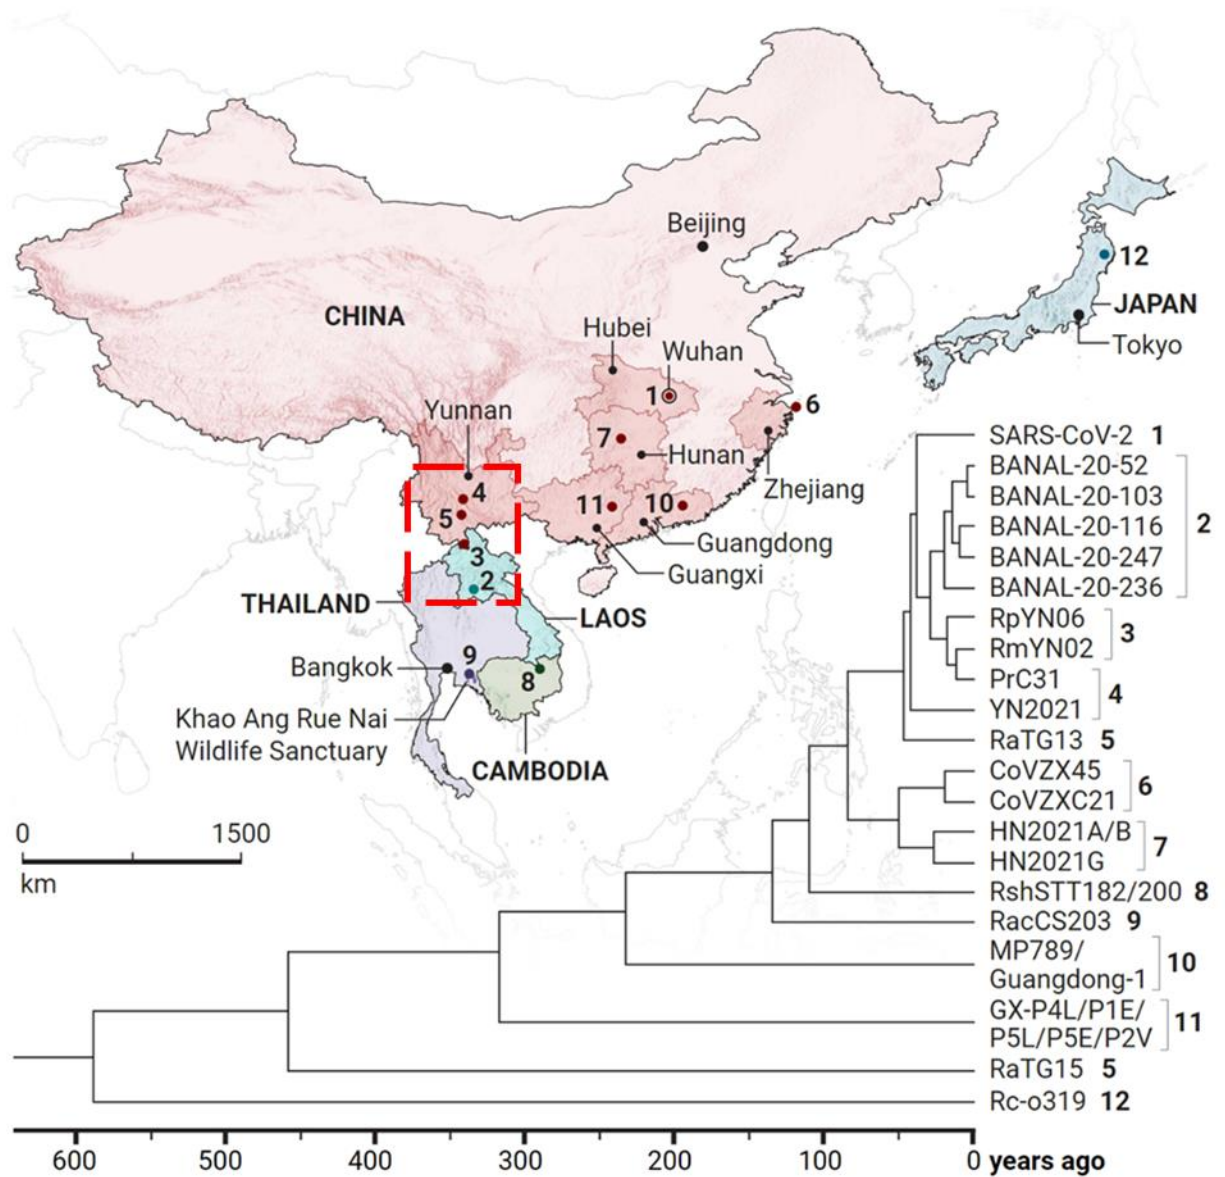 Beijing
12
CHINA
JAPAN
Hubei
Tokyo
Wuhan
1
6
Yunnan
7
Hunan
Zhejiang
4
11
10
5
Guangdong
3
Guangxi
2
THAILAND
LAOS
9
Bangkok
8
Khao Ang Rue Nai
Wildlife Sanctuary
CAMBODIA
0 1500
km
SARS-CoV-2 1
BANAL-20-52
BANAL-20-103
BANAL-20-116
2
BANAL-20-247
BANAL-20-236
RpYN06
3
RmYN02
PrC31
4
YN2021
RaTG13 5
CoVZX45
6
CoVZXC21
HN2021A/B
7
HN2021G
RshSTT182/200 8
RacCS203 9
MP789/
10
Guangdong-1
GX-P4L/P1E/
11
P5L/P5E/P2V
RaTG15 5
Rc-o319 12
600 500 400 300 200 100 0 years ago